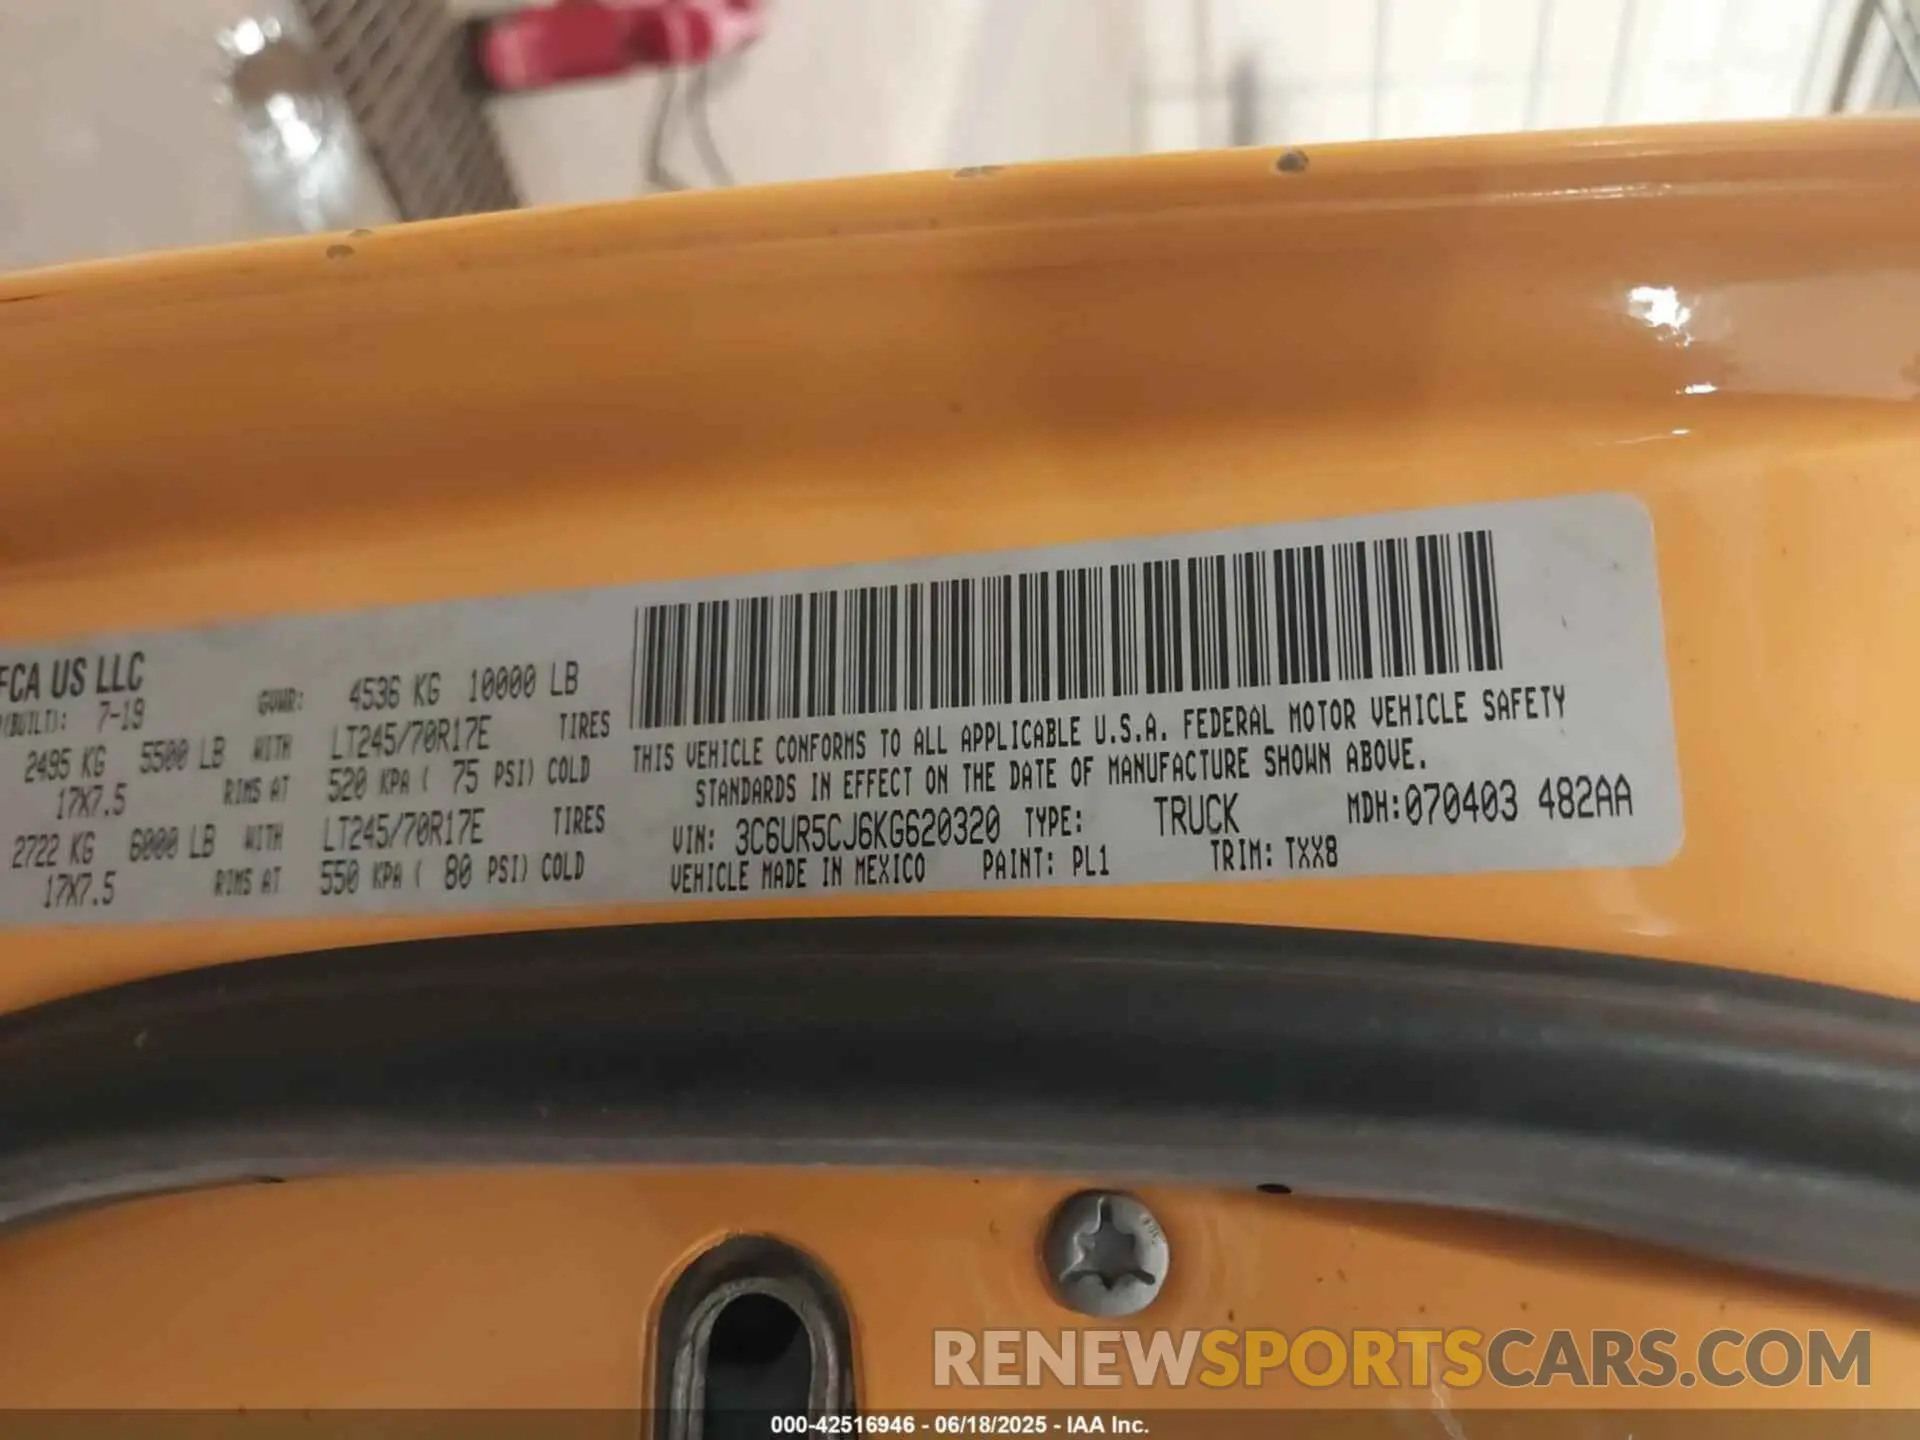 FCA US LLC
(BUILT): 7-19
GVWR: 4536 KG 10000 LB
2495 KG 5500 LB WITH LT245/70R17E TIRES
17X7.5 RIMS AT 520 KPA ( 75 PSI) COLD
2722 KG 6000 LB WITH LT245/70R17E TIRES
17X7.5 RIMS AT 550 KPA ( 80 PSI) COLD
THIS VEHICLE CONFORMS TO ALL APPLICABLE U.S.A. FEDERAL MOTOR VEHICLE SAFETY
STANDARDS IN EFFECT ON THE DATE OF MANUFACTURE SHOWN ABOVE.
VIN: 3C6UR5CJ6KG620320 TYPE: TRUCK MDH:070403 482AA
VEHICLE MADE IN MEXICO PAINT: PL1 TRIM: TXX8
RENEWSPORTSCARS.COM
000-42516946 - 06/18/2025 - IAA Inc.